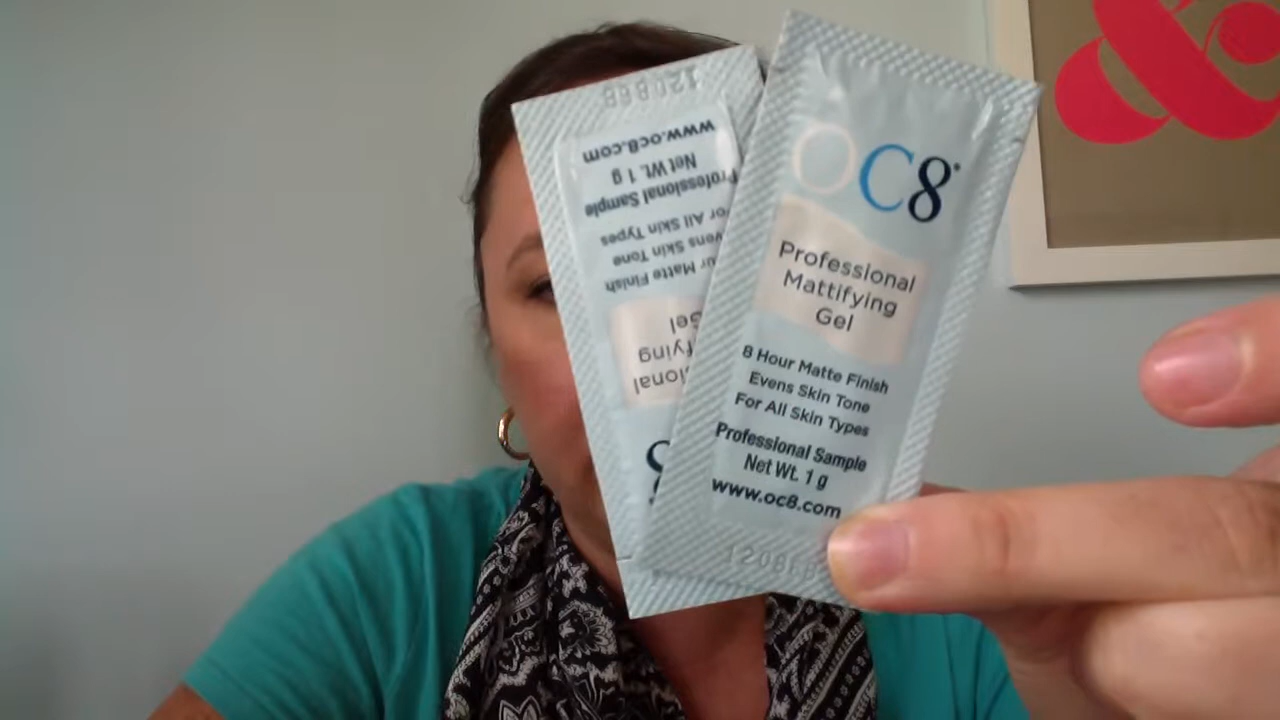 OC8
Professional
Mattifying
Gel
8 Hour Matte Finish
Evens Skin Tone
For All Skin Types
Professional Sample
Net Wt. 1 g
www.oc8.com
12086B
&
12086B
www.oc8.com
Net Wt. 1 g
Professional Sample
For All Skin Types
Skin Tone
Matte Finish
Gel